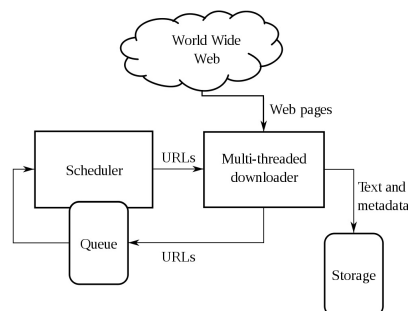 World Wide
Web
Web pages
Scheduler
URLs
Multi-threaded
downloader
Text and
metadata
Queue
URLs
Storage